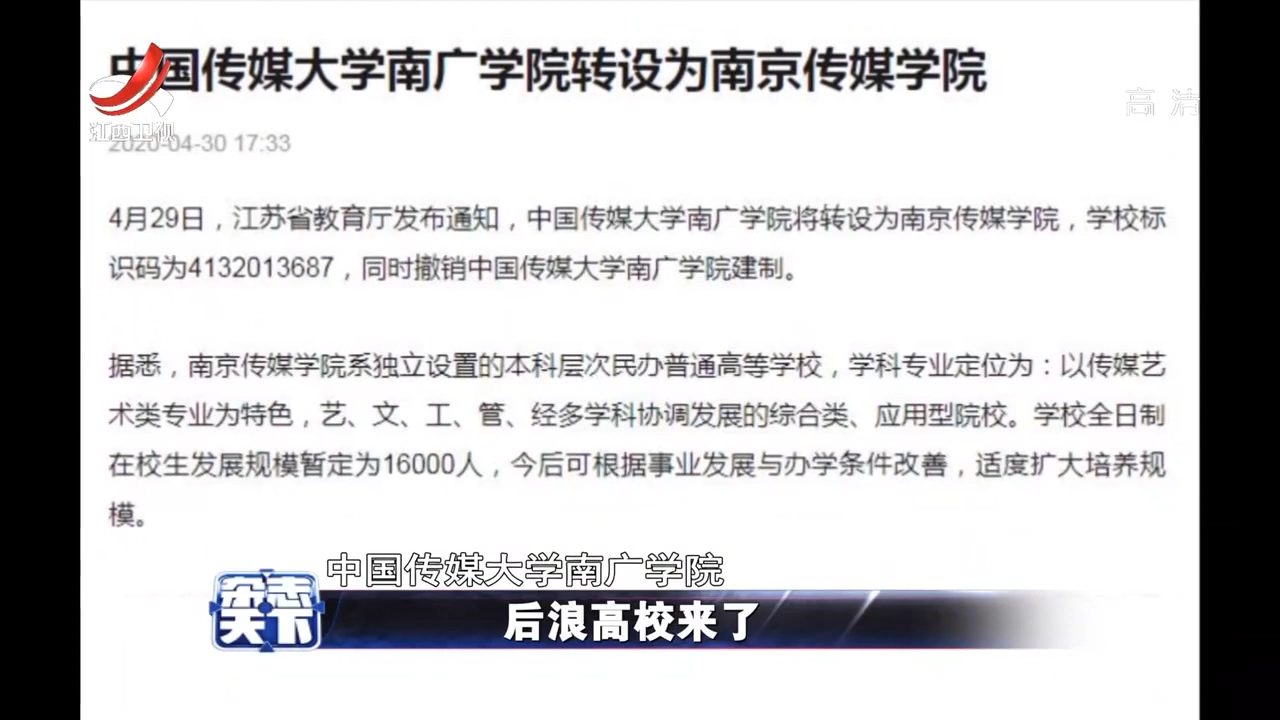 中国传媒大学南广学院转设为南京传媒学院
江西卫视
高清
2020-04-30 17:33
4月29日，江苏省教育厅发布通知，中国传媒大学南广学院将转设为南京传媒学院，学校标
识码为4132013687，同时撤销中国传媒大学南广学院建制。
据悉，南京传媒学院系独立设置的本科层次民办普通高等学校，学科专业定位为：以传媒艺
术类专业为特色，艺、文、工、管、经多学科协调发展的综合类、应用型院校。学校全日制
在校生发展规模暂定为16000人，今后可根据事业发展与办学条件改善，适度扩大培养规
模。
中国传媒大学南广学院
杂志
天下
后浪高校来了